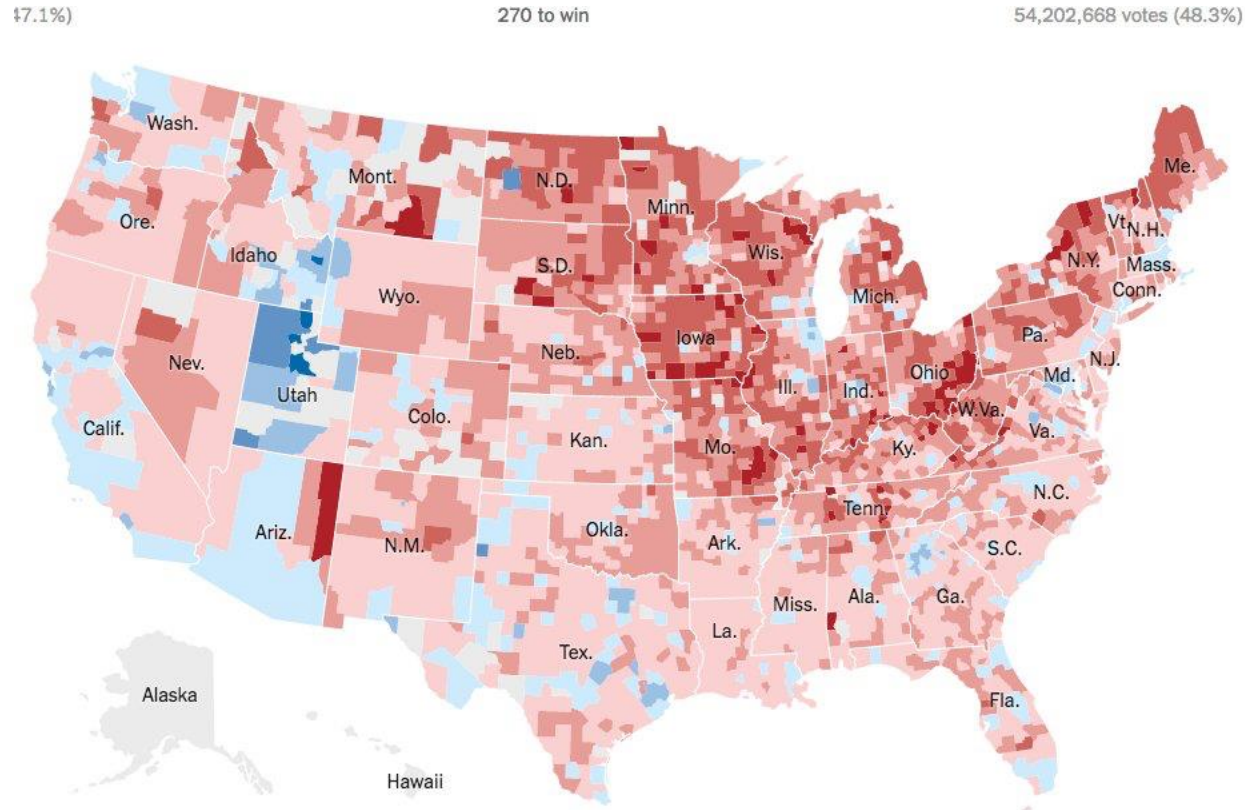 47.1%)
270 to win
54,202,668 votes (48.3%)
Wash.
Mont.
N.D.
Minn.
Me.
Ore.
Idaho
S.D.
Wis.
Vt.
N.H.
Wyo.
Mich.
N.Y.
Mass.
Conn.
Nev.
Utah
Neb.
Iowa
Pa.
N.J.
Calif.
Colo.
Kan.
Mo.
Ill.
Ind.
Ohio
Md.
W.Va.
Va.
Ky.
Ariz.
N.M.
Okla.
Ark.
Tenn.
N.C.
S.C.
Tex.
La.
Miss.
Ala.
Ga.
Fla.
Alaska
Hawaii